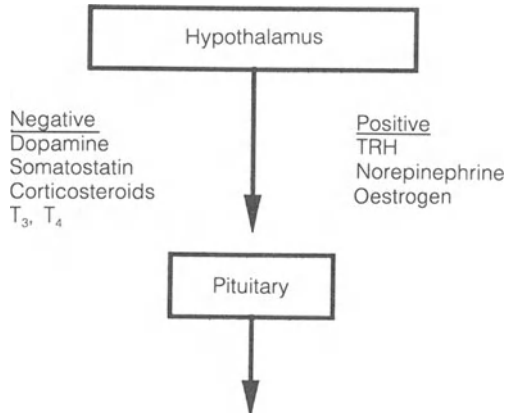 Hypothalamus
Negative
Dopamine
Somatostatin
Corticosteroids
T₃, T₄
Positive
TRH
Norepinephrine
Oestrogen
Pituitary